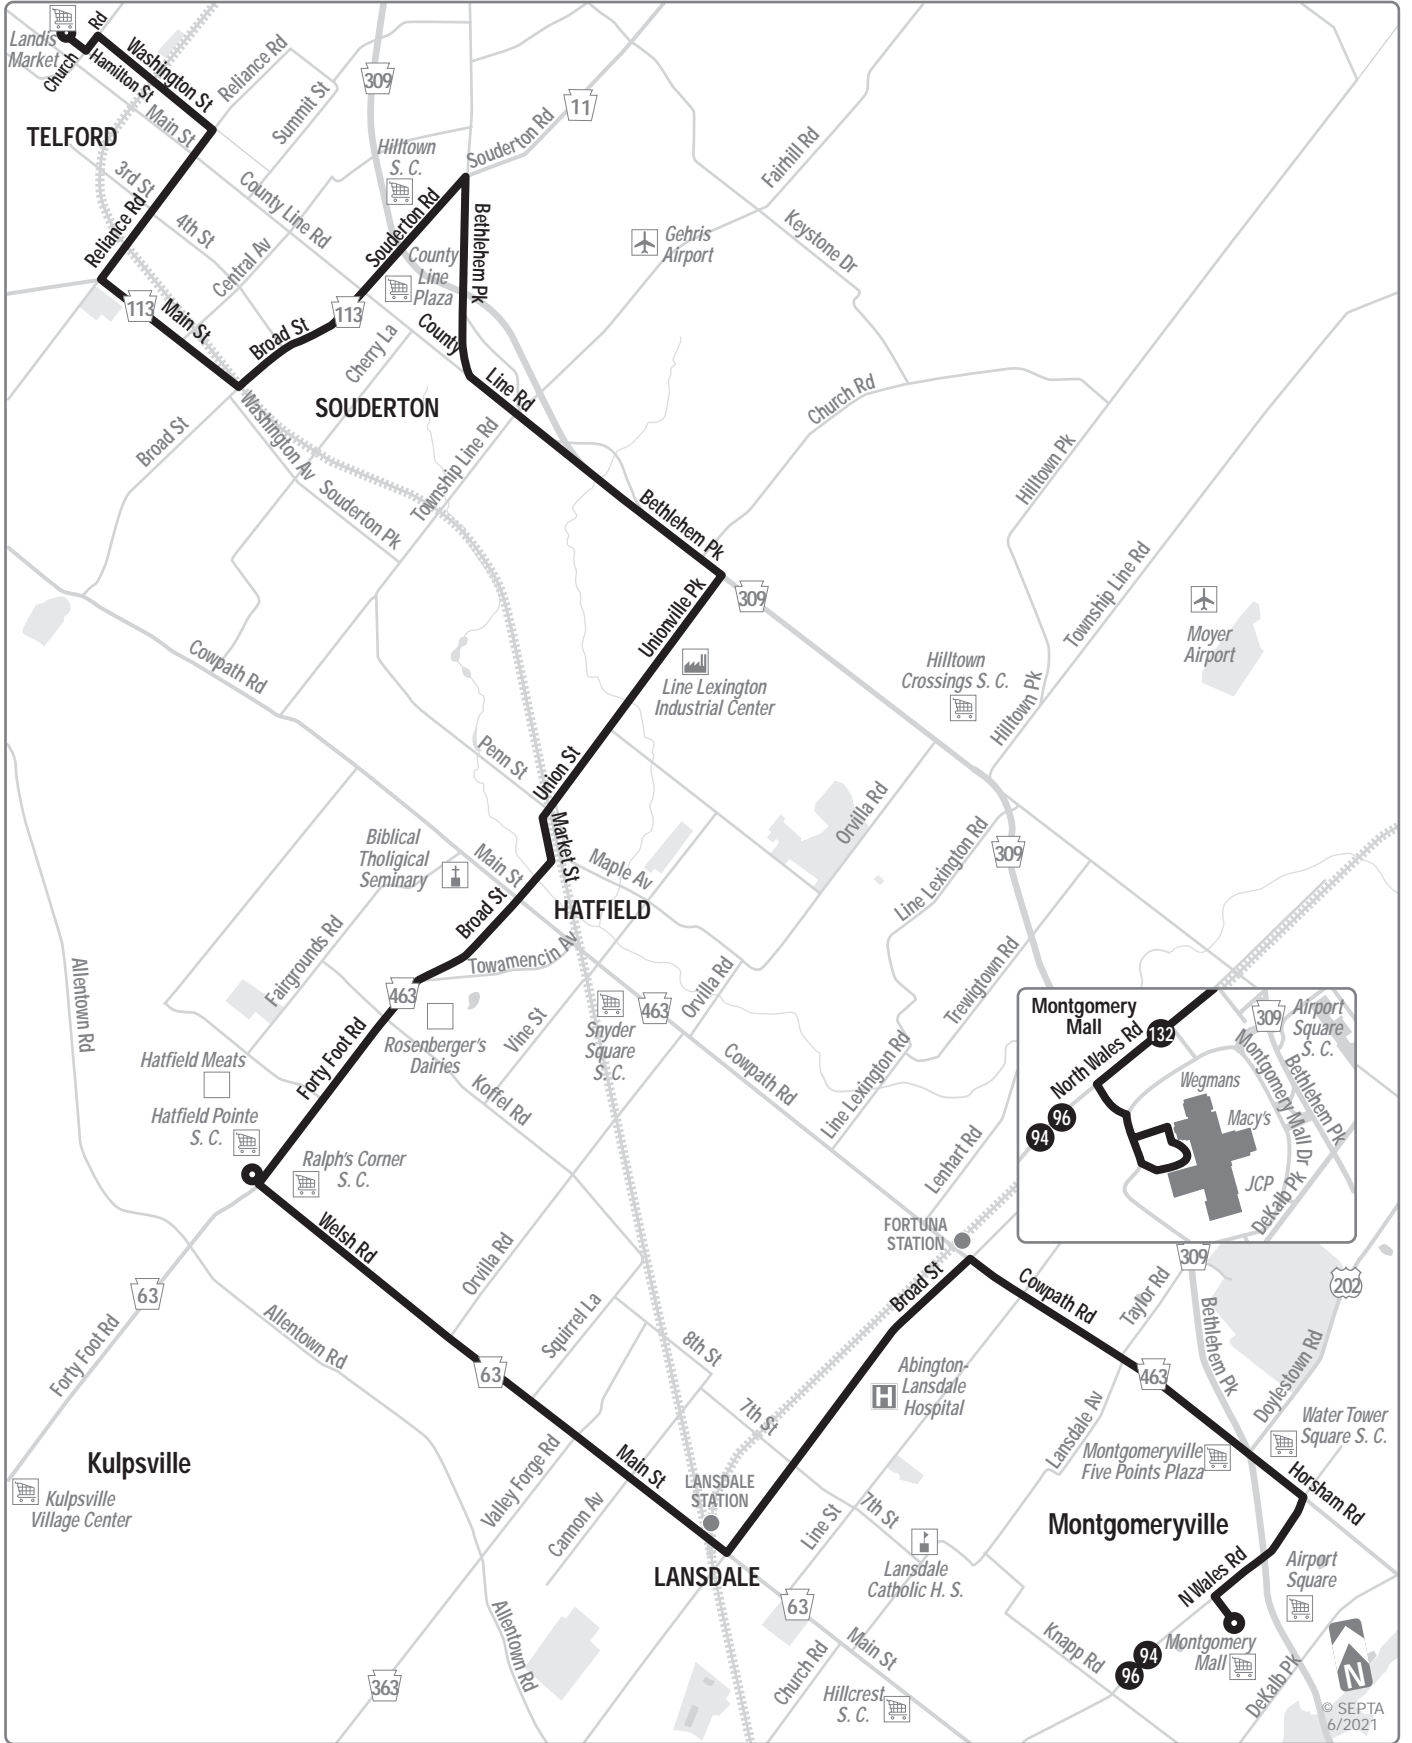 Landis
Market
Church
Rd
Hamilton St
Washington St
Reliance Rd
Summit St
309
11
Souderton Rd
TELFORD
Main St
Hilltown
S. C.
Fairhill Rd
3rd St
County Line Rd
4th St
Central Av
Reliance Rd
Souderton Rd
Bethlehem Pk
County
Line
Plaza
Gehris
Airport
Keystone Dr
113
Main St
Broad St
113
Cherry La
County
Line Rd
SOUDERTON
Church Rd
Broad St
Washington Av
Souderton Pk
Township Line Rd
Hilltown Pk
Bethlehem Pk
309
Township Line Rd
Unionville Pk
Moyer
Airport
Cowpath Rd
Line Lexington
Industrial Center
Hilltown
Crossings S. C.
Hilltown Pk
Penn St
Union St
Market St
Orvilla Rd
Biblical
Tholigical
Seminary
Main St
Maple Av
Line Lexington Rd
309
Broad St
HATFIELD
Fairgrounds Rd
Towamencin Av
Allentown Rd
463
Rosenberger's
Dairies
Vine St
Snyder
Square
S. C.
463
Orvilla Rd
Trewigtown Rd
Montgomery
Mall
132
North Wales Rd
309
Airport
Square
S. C.
Montgomery Mall Dr
Bethlehem Pk
Wegmans
Macy's
JCP
DeKalb Pk
96
94
Hatfield Meats
Forty Foot Rd
Koffel Rd
Cowpath Rd
Line Lexington Rd
Hatfield Pointe
S. C.
Ralph's Corner
S. C.
Lenhart Rd
Welsh Rd
FORTUNA
STATION
Orvilla Rd
63
Forty Foot Rd
Allentown Rd
Squirrel La
8th St
Broad St
Cowpath Rd
Taylor Rd
309
202
Bethlehem Pk
Doylestown Rd
63
463
7th St
Abington-
Lansdale
Hospital
Lansdale Av
Water Tower
Square S. C.
Montgomeryville
Five Points Plaza
Kulpsville
Main St
Valley Forge Rd
LANSDALE
STATION
Horsham Rd
Kulpsville
Village Center
Cannon Av
Line St
7th St
Montgomeryville
LANSDALE
Lansdale
Catholic H. S.
N Wales Rd
Airport
Square
63
Allentown Rd
Main St
Church Rd
Knapp Rd
94
96
Montgomery
Mall
363
Hillcrest
S. C.
DeKalb Pk
N
© SEPTA
6/2021